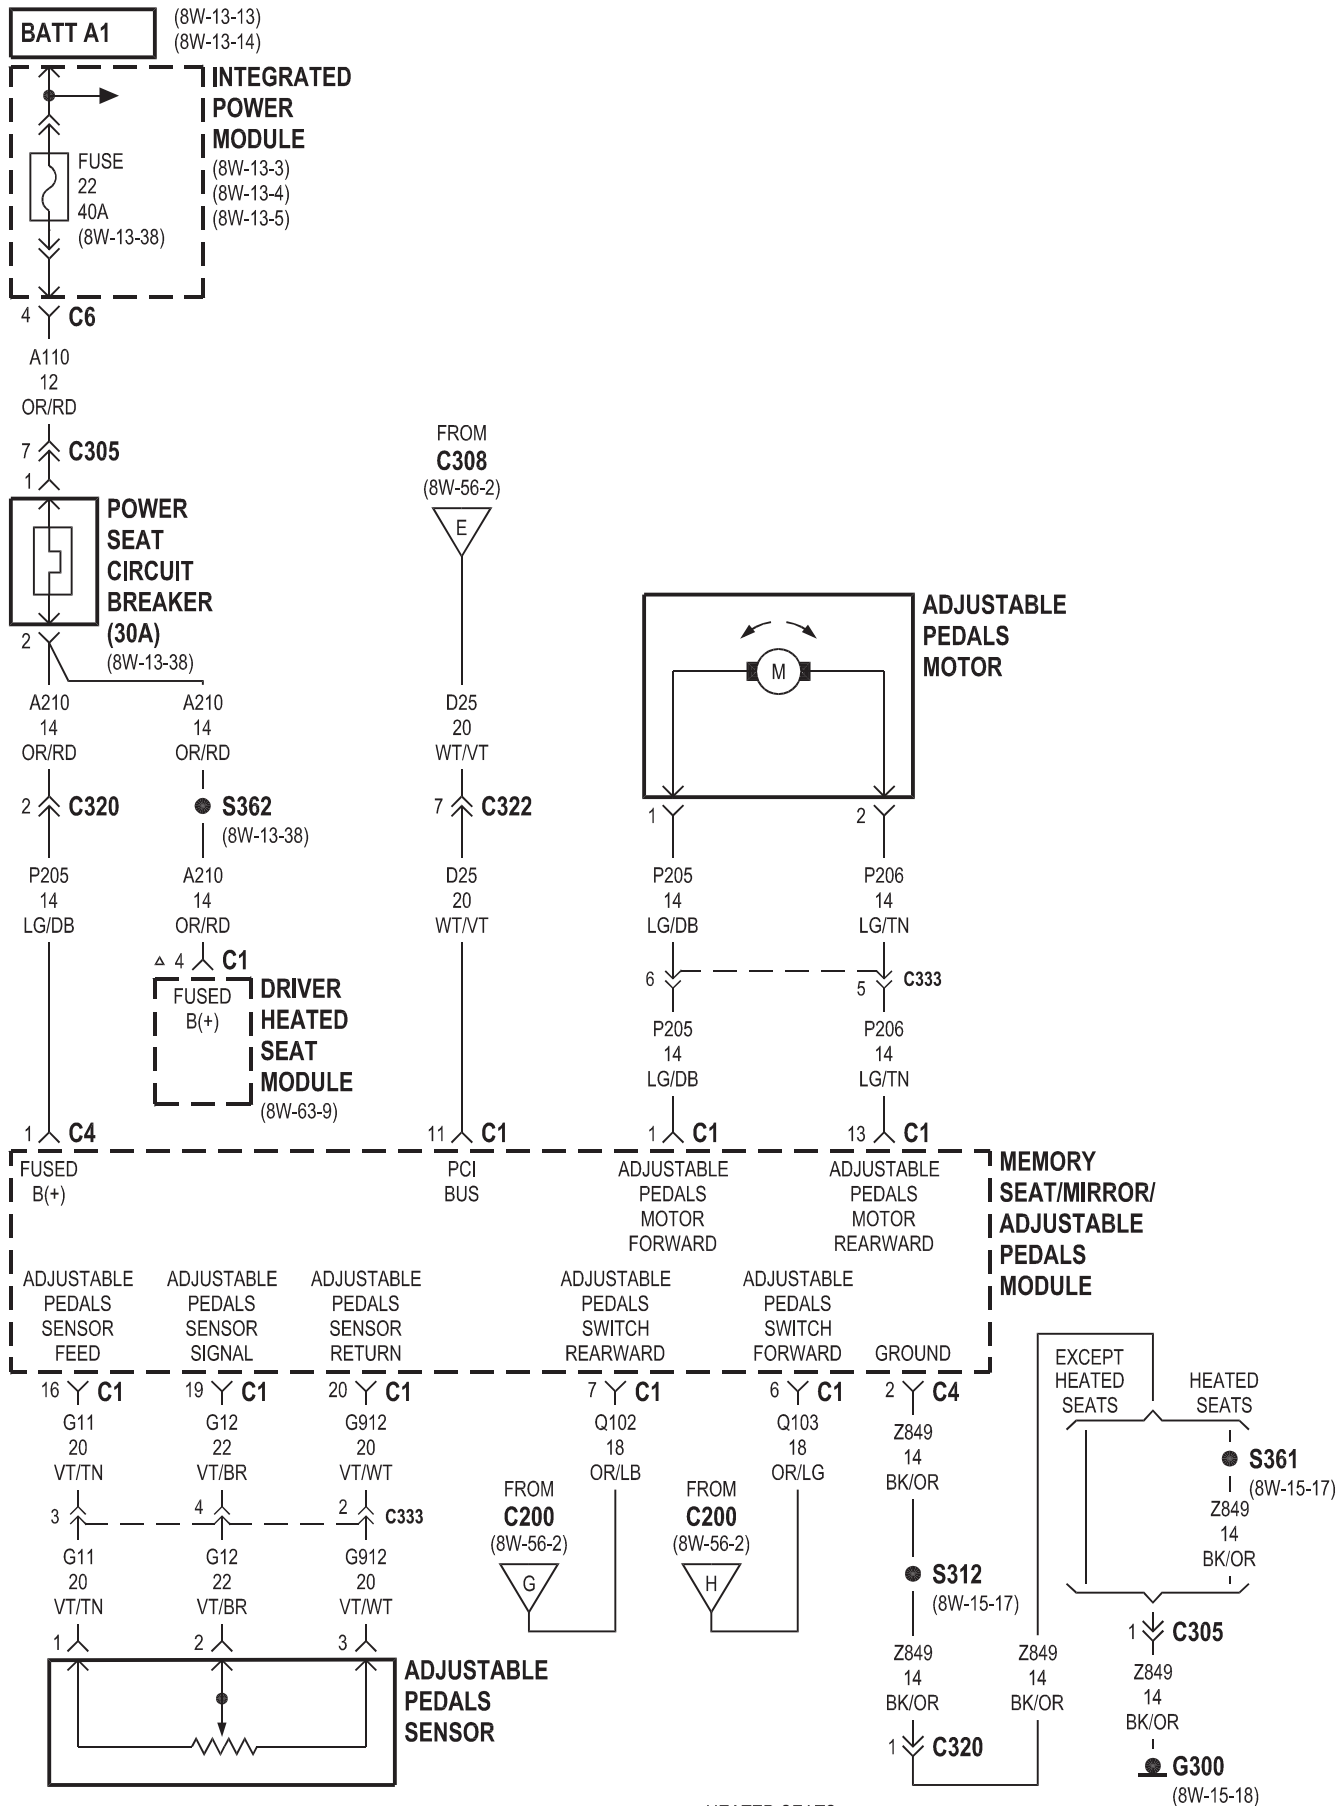 BATT A1
(8W-13-13)
(8W-13-14)
INTEGRATED
POWER
MODULE
(8W-13-3)
(8W-13-4)
(8W-13-5)
FUSE
22
40A
(8W-13-38)
4 C6
A110
12
OR/RD
7 C305
1
POWER
SEAT
CIRCUIT
BREAKER
(30A)
(8W-13-38)
2
A210
14
OR/RD
A210
14
OR/RD
2 C320
S362
(8W-13-38)
P205
14
LG/DB
A210
14
OR/RD
4 C1
FUSED
B(+)
DRIVER
HEATED
SEAT
MODULE
(8W-63-9)
1 C4
FROM
C308
(8W-56-2)
E
D25
20
WT/VT
7 C322
D25
20
WT/VT
11 C1
ADJUSTABLE
PEDALS
MOTOR
M
1
2
P205
14
LG/DB
P206
14
LG/TN
6
5
C333
P205
14
LG/DB
P206
14
LG/TN
1 C1
13 C1
FUSED
B(+)
PCI
BUS
ADJUSTABLE
PEDALS
MOTOR
FORWARD
ADJUSTABLE
PEDALS
MOTOR
REARWARD
MEMORY
SEAT/MIRROR/
ADJUSTABLE
PEDALS
MODULE
ADJUSTABLE
PEDALS
SENSOR
FEED
ADJUSTABLE
PEDALS
SENSOR
SIGNAL
ADJUSTABLE
PEDALS
SENSOR
RETURN
ADJUSTABLE
PEDALS
SWITCH
REARWARD
ADJUSTABLE
PEDALS
SWITCH
FORWARD
GROUND
16 C1
19 C1
20 C1
7 C1
6 C1
2 C4
G11
20
VT/TN
G12
22
VT/BR
G912
20
VT/WT
3
4
2
C333
G11
20
VT/TN
G12
22
VT/BR
G912
20
VT/WT
1
2
3
ADJUSTABLE
PEDALS
SENSOR
Q102
18
OR/LB
FROM
C200
(8W-56-2)
G
Q103
18
OR/LG
FROM
C200
(8W-56-2)
H
Z849
14
BK/OR
S312
(8W-15-17)
Z849
14
BK/OR
1 C320
Z849
14
BK/OR
EXCEPT
HEATED
SEATS
HEATED
SEATS
S361
(8W-15-17)
Z849
14
BK/OR
1 C305
Z849
14
BK/OR
G300
(8W-15-18)